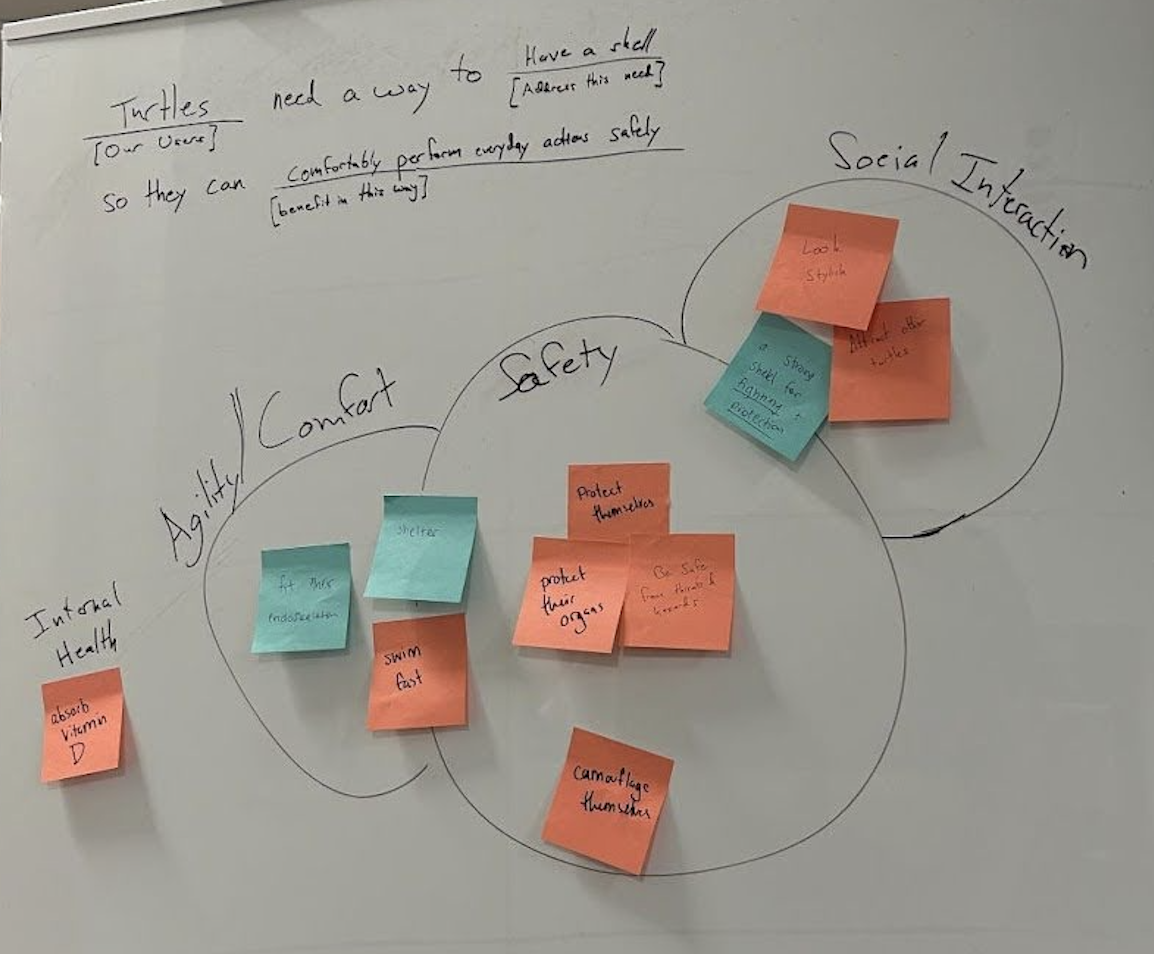 Turtles need a way to Have a shell
[Our Users] [Address this need]
so they can comfortably perform everyday actions safely
[benefit in this way]
Social Interaction
Look
Stylish
Attract other
turtles
a strong
shell for
fighting &
protection
Safety
Agility/Comfort
Protect
themselves
protect
their
organs
Be Safe
from threats &
hazards
shelter
fit their
endoskeleton
swim
fast
Internal
Health
absorb
Vitamin
D
camouflage
themselves